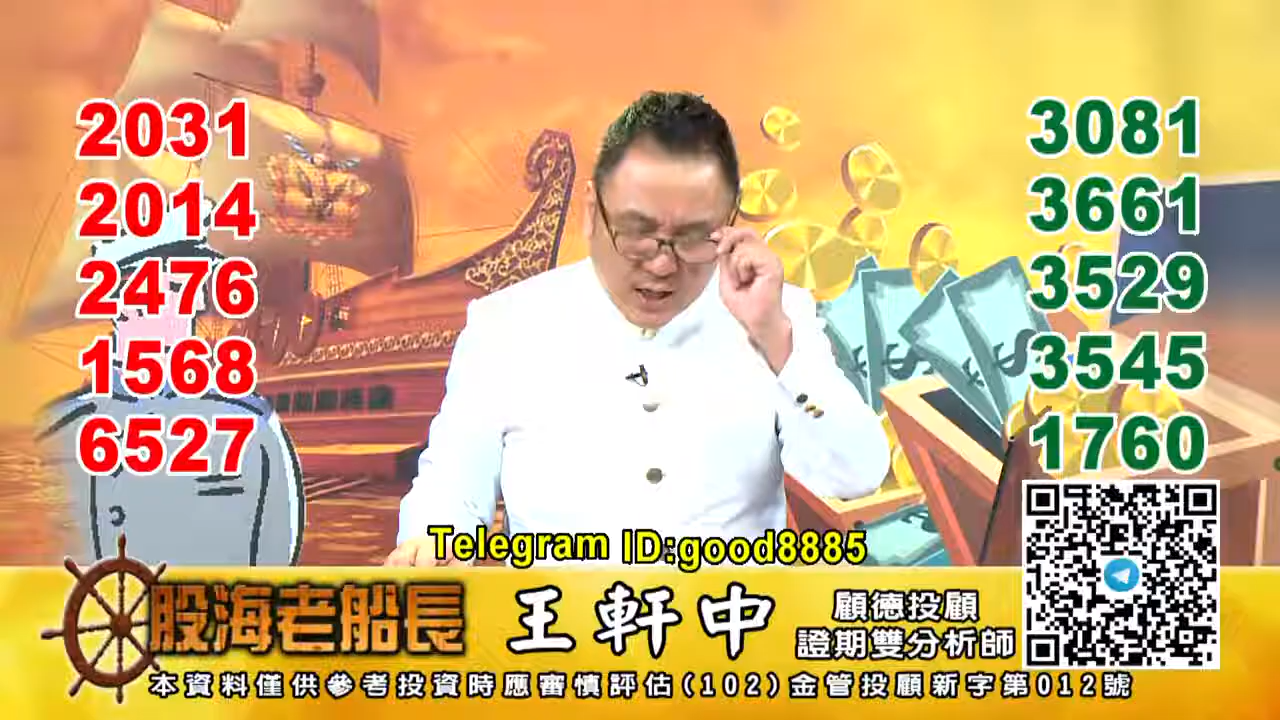 2031
2014
2476
1568
6527
3081
3661
3529
3545
1760
Telegram ID:good8885
股海老船長
王軒中
顧德投顧
證期雙分析師
本資料僅供參考投資時應審慎評估(102)金管投顧新字第012號